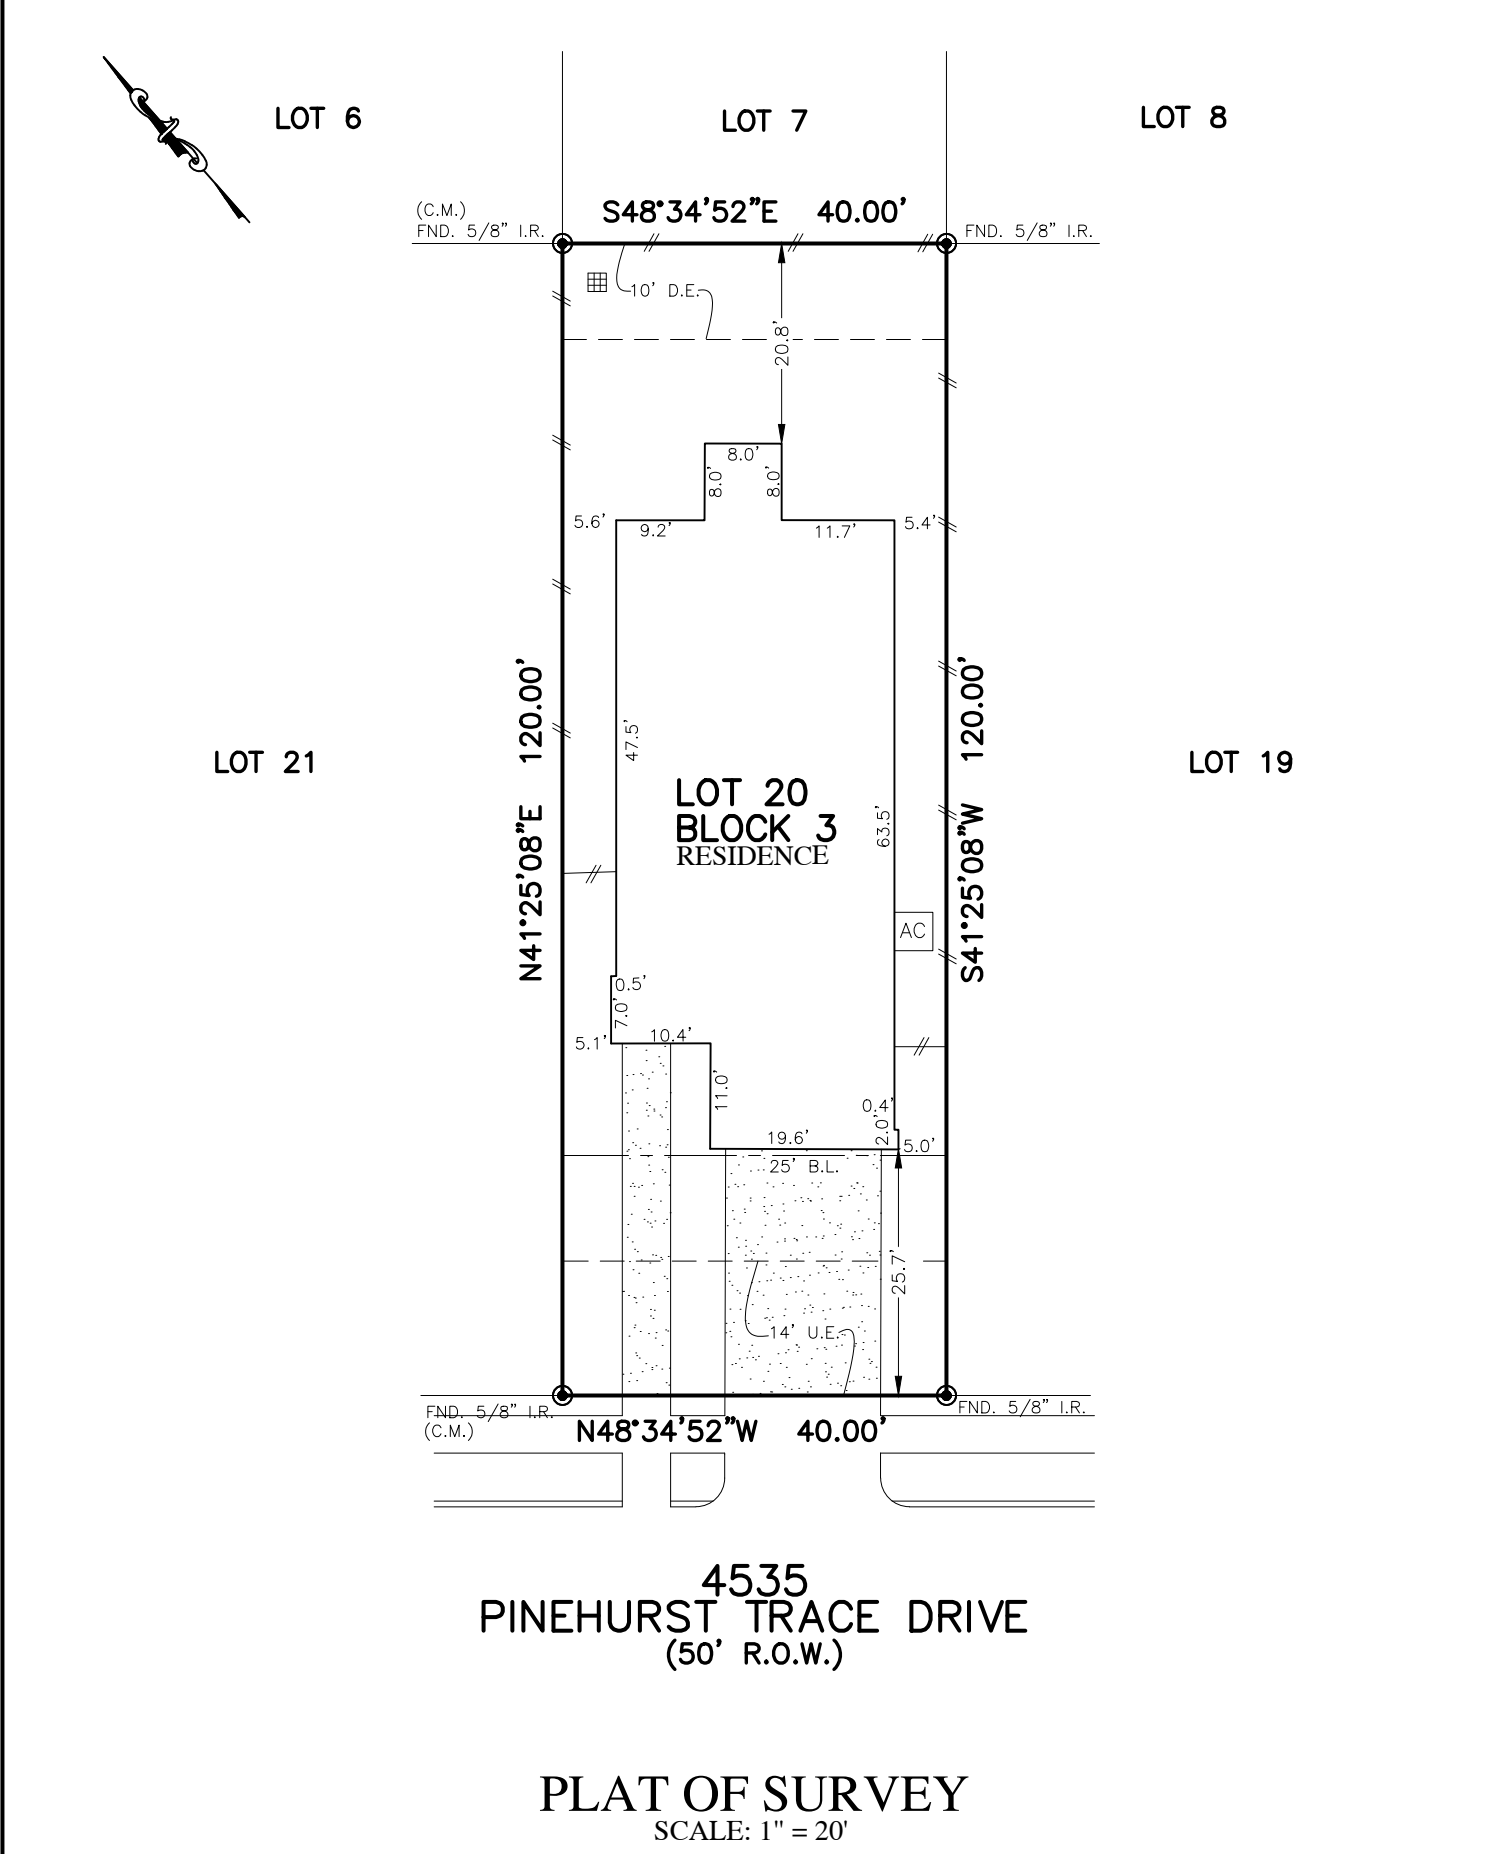 LOT 6
LOT 7
LOT 8
(C.M.)
FND. 5/8" I.R.
S48°34'52"E 40.00'
FND. 5/8" I.R.
10' D.E.
20.8'
8.0'
8.0'
8.0'
5.6'
9.2'
11.7'
5.4'
N41°25'08"E 120.00'
47.5'
S41°25'08"W 120.00'
LOT 21
LOT 19
LOT 20
BLOCK 3
RESIDENCE
63.5'
AC
0.5'
7.0'
5.1'
10.4'
11.0'
0.4'
2.0'
19.6'
5.0'
25' B.L.
25.7'
14' U.E.
FND. 5/8" I.R.
(C.M.)
N48°34'52"W 40.00'
FND. 5/8" I.R.
4535
PINEHURST TRACE DRIVE
(50' R.O.W.)
PLAT OF SURVEY
SCALE: 1" = 20'